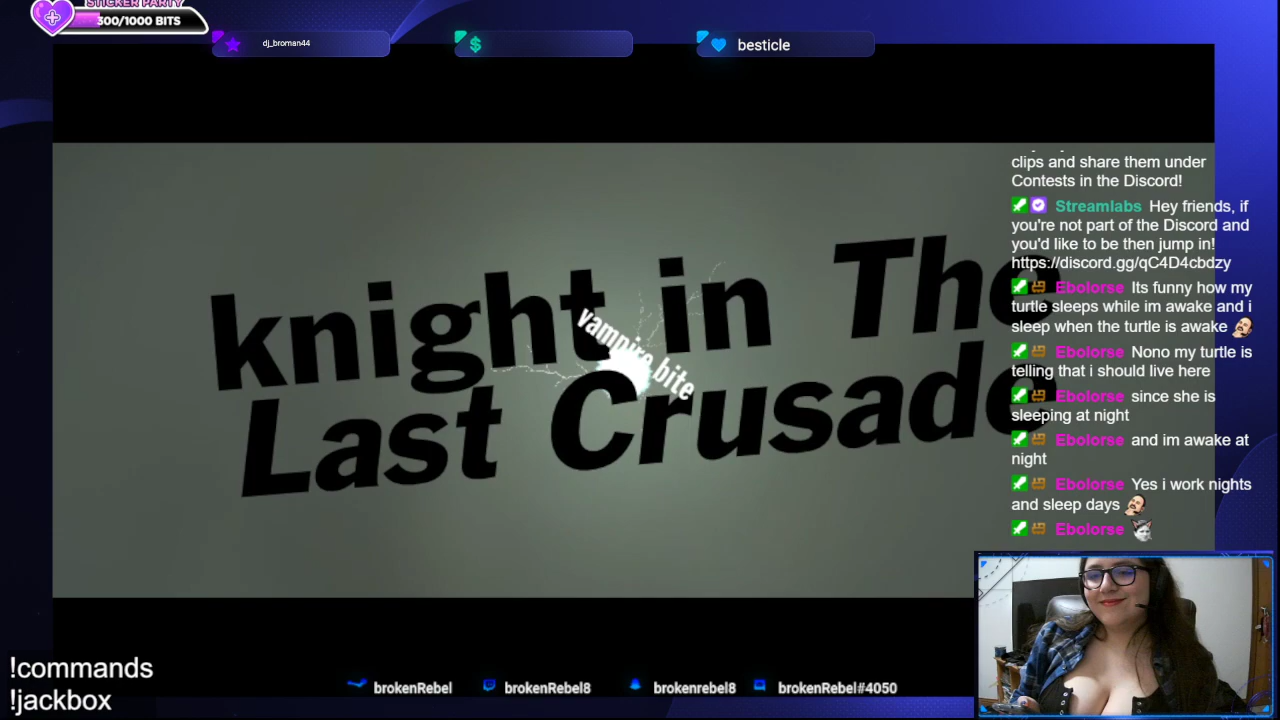 STICKER PARTY
300/1000 BITS
dj_broman44
besticle
knight in The
Last Crusade
vampire bite
clips and share them under
Contests in the Discord!
Streamlabs Hey friends, if
you're not part of the Discord and
you'd like to be then jump in!
https://discord.gg/qC4D4cbdzy
Ebolorse Its funny how my
turtle sleeps while im awake and i
sleep when the turtle is awake
Ebolorse Nono my turtle is
telling that i should live here
Ebolorse since she is
sleeping at night
Ebolorse and im awake at
night
Ebolorse Yes i work nights
and sleep days
Ebolorse
!commands
!jackbox
brokenRebel
brokenRebel8
brokenrebel8
brokenRebel#4050